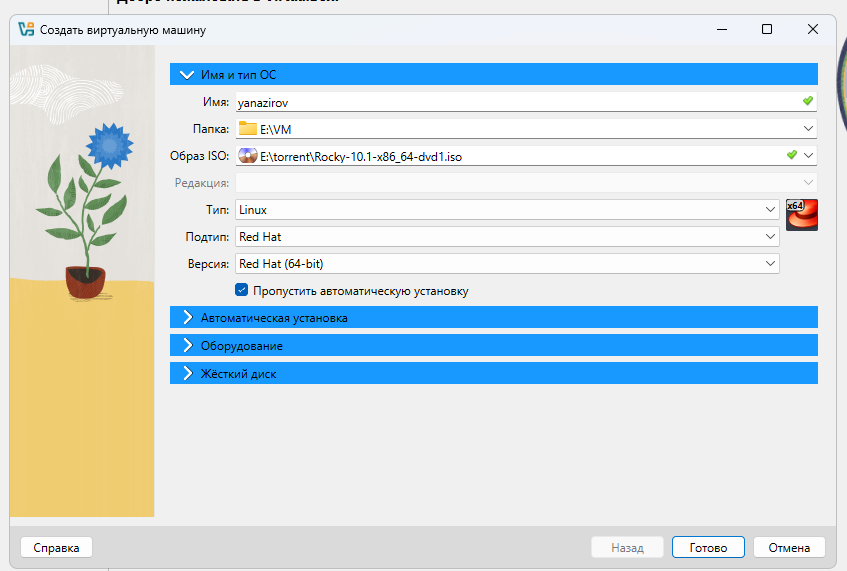 Создать виртуальную машину
Имя и тип ОС
Имя: yanazirov
Папка: E:\VM
Образ ISO: E:\torrent\Rocky-10.1-x86_64-dvd1.iso
Редакция:
Тип: Linux
x64
Подтип: Red Hat
Версия: Red Hat (64-bit)
Пропустить автоматическую установку
Автоматическая установка
Оборудование
Жёсткий диск
Справка Назад Готово Отмена